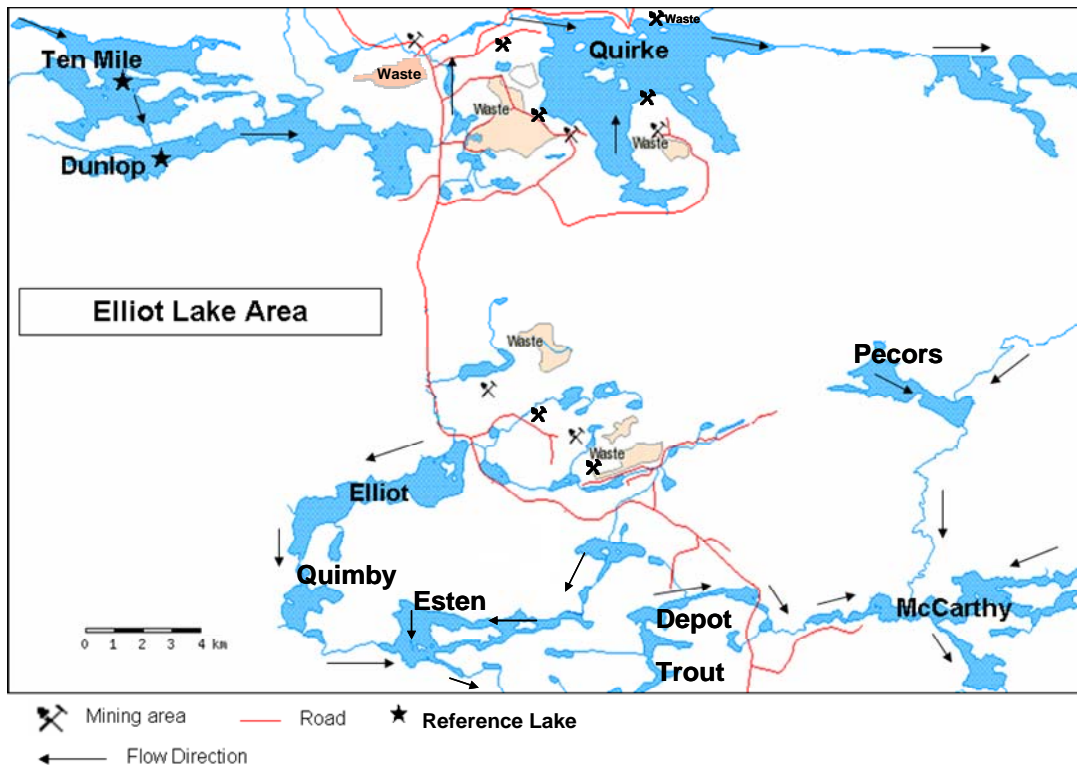 Waste
Ten Mile
Quirke
Waste
Waste
Waste
Dunlop
Elliot Lake Area
Waste
Pecors
Waste
Elliot
Quimby
Esten
Depot
McCarthy
Trout
0 1 2 3 4 km
Mining area
Road
Reference Lake
Flow Direction